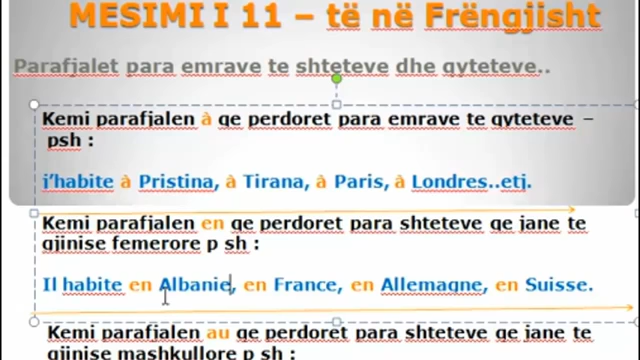 MESIMI I 11 – të në Frëngjisht
Parafjalet para emrave te shteteve dhe qyteteve..
Kemi parafjalen à qe perdoret para emrave te qyteteve –
psh :
j’habite à Pristina, à Tirana, à Paris, à Londres..etj.
Kemi parafjalen en qe perdoret para shteteve qe jane te
gjinise femerore p sh :
Il habite en Albanie, en France, en Allemagne, en Suisse.
Kemi parafjalen au qe perdoret para shteteve qe jane te
gjinise mashkullore p sh :